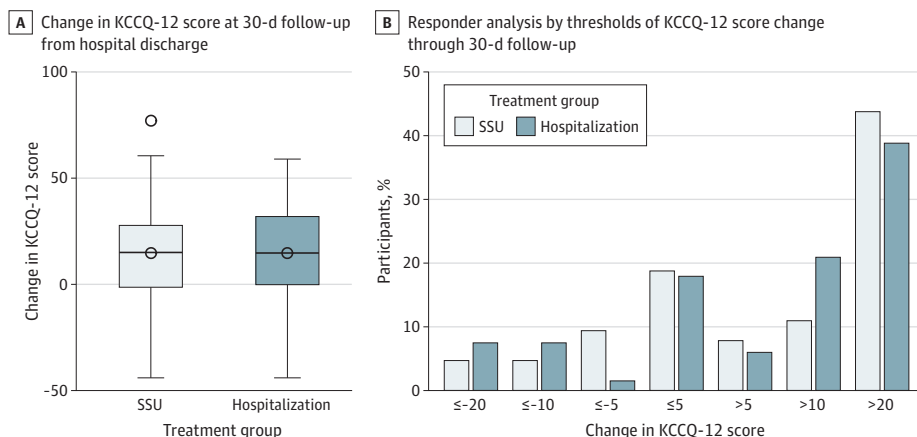 A Change in KCCQ-12 score at 30-d follow-up
from hospital discharge
100
50
0
-50
Change in KCCQ-12 score
SSU Hospitalization
Treatment group
B Responder analysis by thresholds of KCCQ-12 score change
through 30-d follow-up
50
40
30
20
10
0
Participants, %
Treatment group
SSU Hospitalization
≤-20 ≤-10 ≤-5 ≤5 >5 >10 >20
Change in KCCQ-12 score